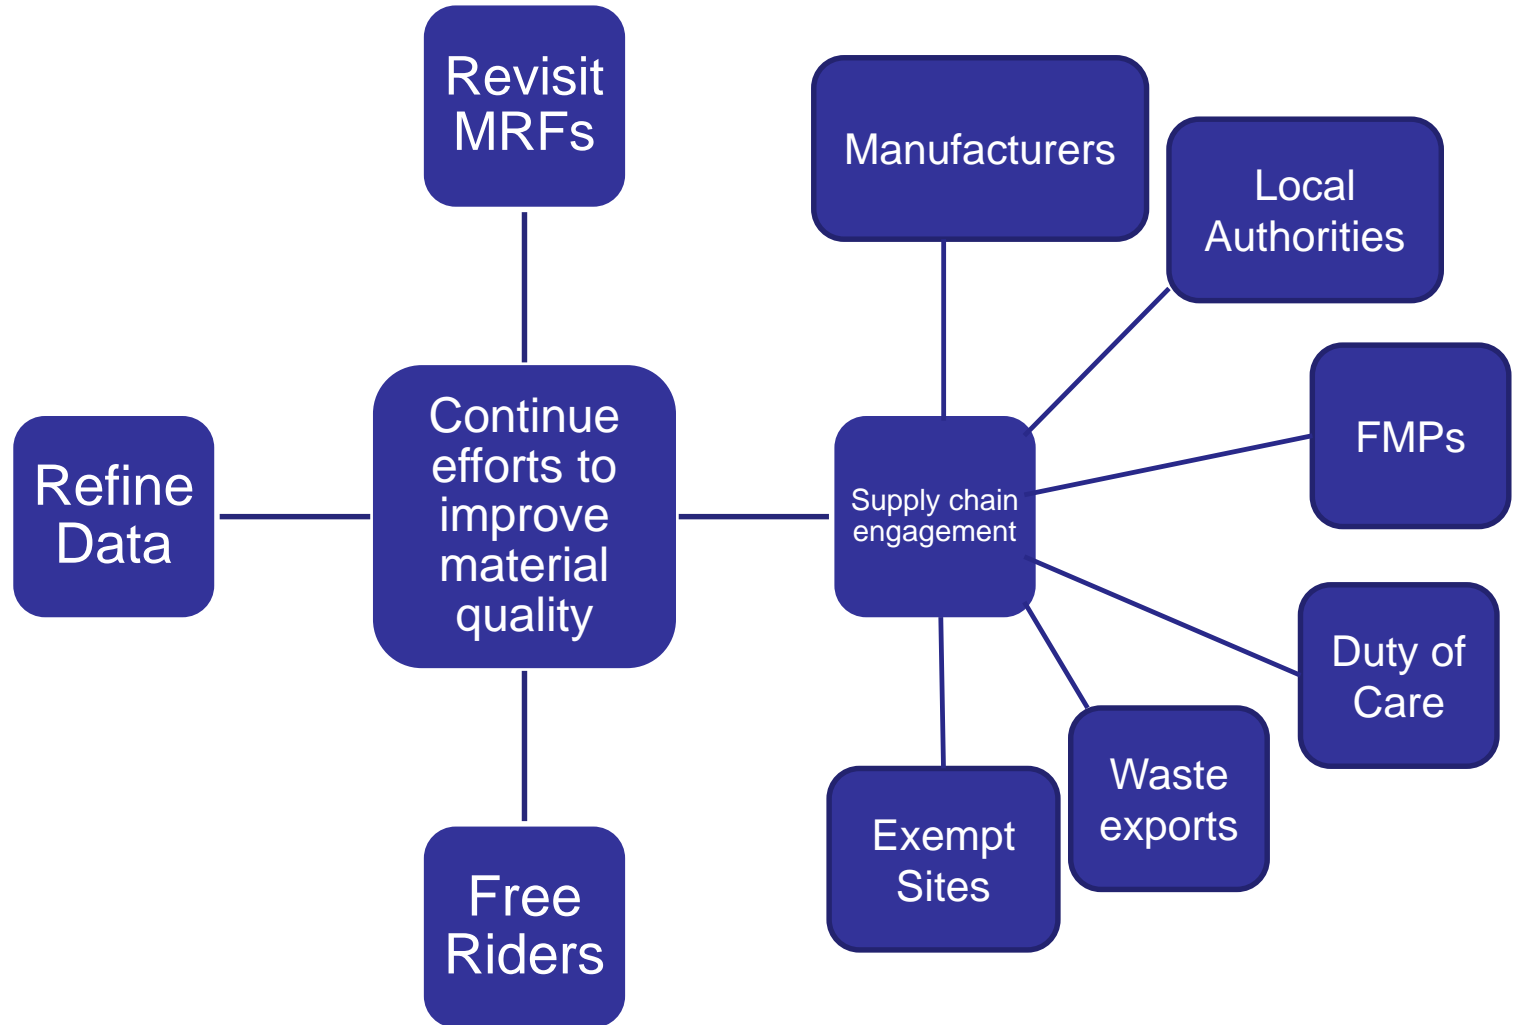 Revisit
MRFs
Manufacturers
Local
Authorities
Refine
Data
Continue
efforts to
improve
material
quality
Supply chain
engagement
FMPs
Duty of
Care
Waste
exports
Exempt
Sites
Free
Riders